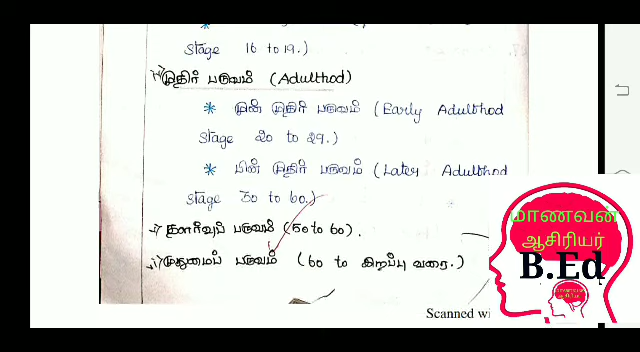 stage 16 to 19.)
முதிர் பருவம் (Adulthod)
* முன் முதிர் பருவம் (Early Adulthod
stage 20 to 29.)
* பின் முதிர் பருவம் (Latey Adulthod
stage 30 to 60.)
→ தளர்வுப் பருவம் (50 to 60).
முதுமைப் பருவம் (60 to இறப்பு வரை.)
மாணவன்
ஆசிரியர்
B.Ed
Scanned wi